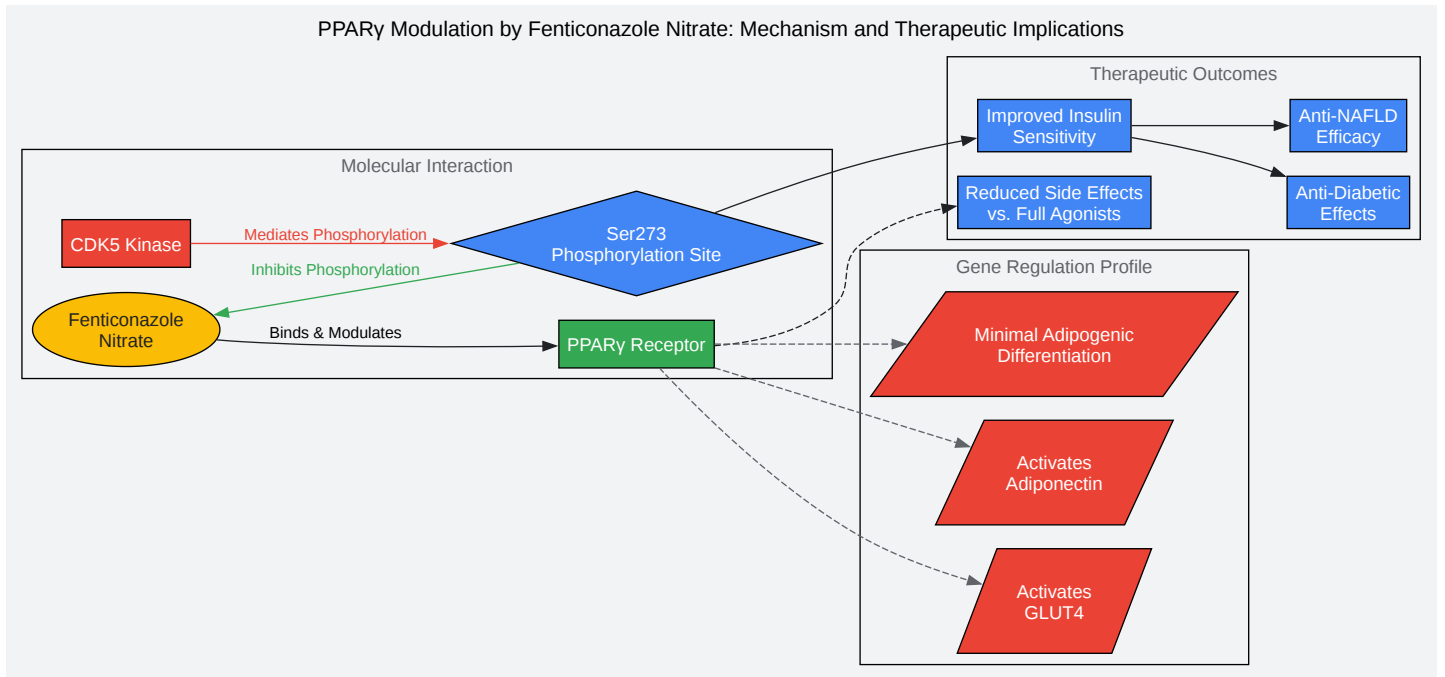 PPARγ Modulation by Fenticonazole Nitrate: Mechanism and Therapeutic Implications
Molecular Interaction
CDK5 Kinase
Mediates Phosphorylation
Ser273
Phosphorylation Site
Inhibits Phosphorylation
Fenticonazole
Nitrate
Binds & Modulates
PPARγ Receptor
Therapeutic Outcomes
Improved Insulin
Sensitivity
Anti-NAFLD
Efficacy
Reduced Side Effects
vs. Full Agonists
Anti-Diabetic
Effects
Gene Regulation Profile
Minimal Adipogenic
Differentiation
Activates
Adiponectin
Activates
GLUT4